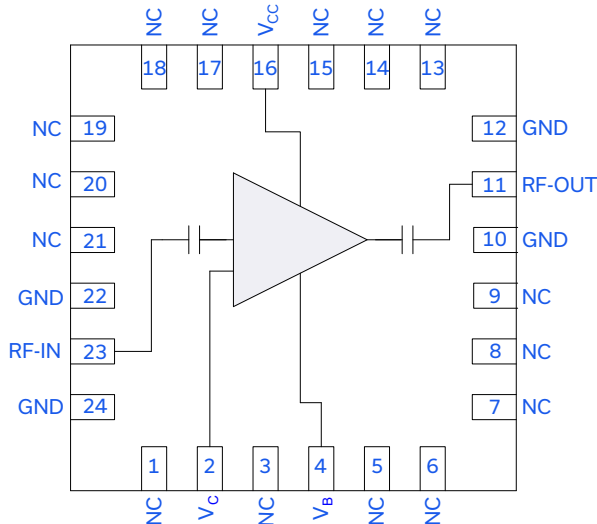 NC NC VCC NC NC NC
18 17 16 15 14 13
NC 19 12 GND
NC 20 11 RF-OUT
NC 21 10 GND
GND 22 9 NC
RF-IN 23 8 NC
GND 24 7 NC
1 2 3 4 5 6
NC VC NC VB NC NC